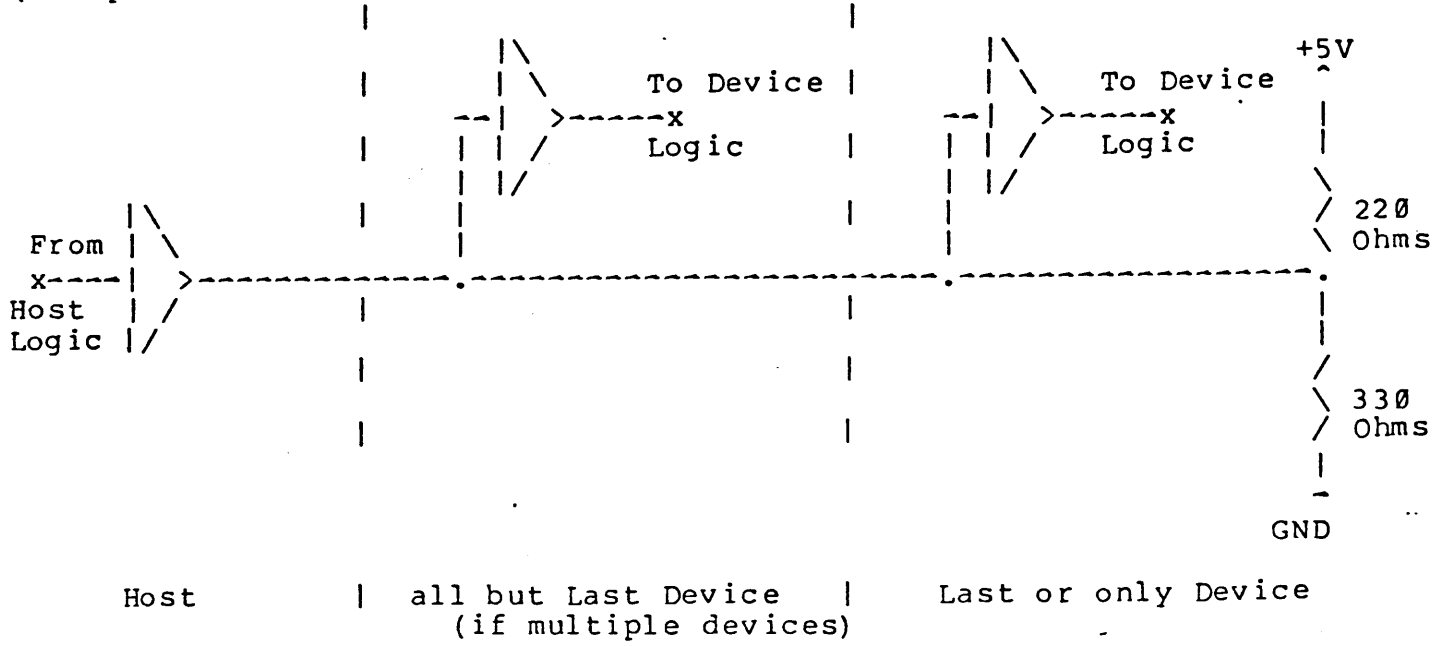 +5V
To Device
To Device
x
x
Logic
Logic
220
Ohms
From
x
Host
Logic
330
Ohms
GND
Host
all but Last Device
Last or only Device
(if multiple devices)